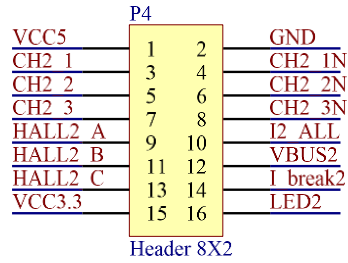 P4
VCC5 1 2 GND
CH2_1 3 4 CH2_1N
CH2_2 5 6 CH2_2N
CH2_3 7 8 CH2_3N
HALL2_A 9 10 I2_ALL
HALL2_B 11 12 VBUS2
HALL2_C 13 14 I_break2
VCC3.3 15 16 LED2
Header 8X2